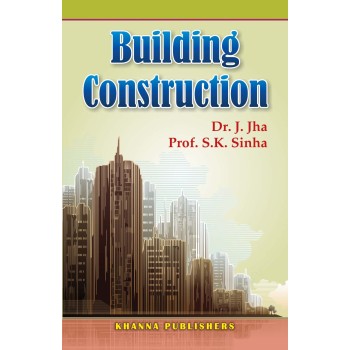 Building
Construction
Dr. J. Jha
Prof. S.K. Sinha
KHANNA PUBLISHERS